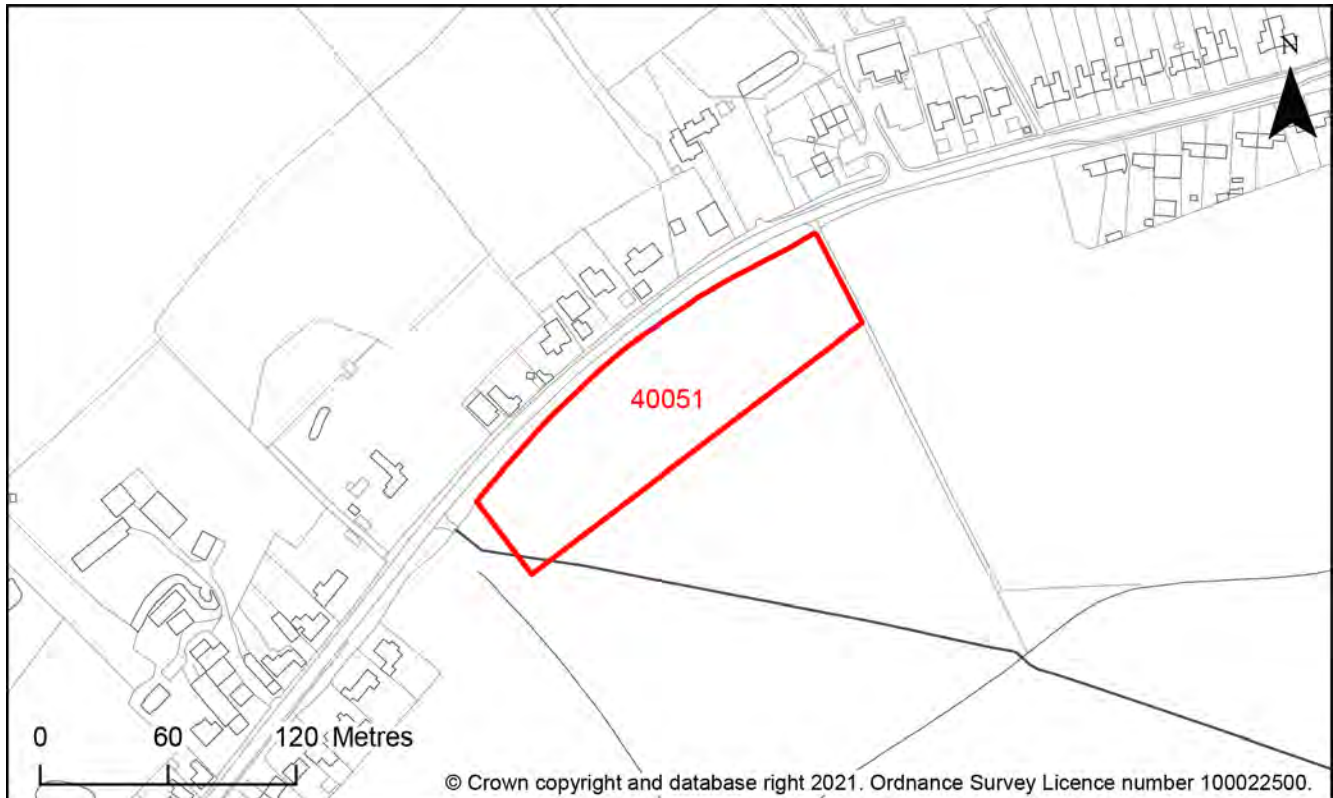 N
40051
0 60 120 Metres
© Crown copyright and database right 2021. Ordnance Survey Licence number 100022500.